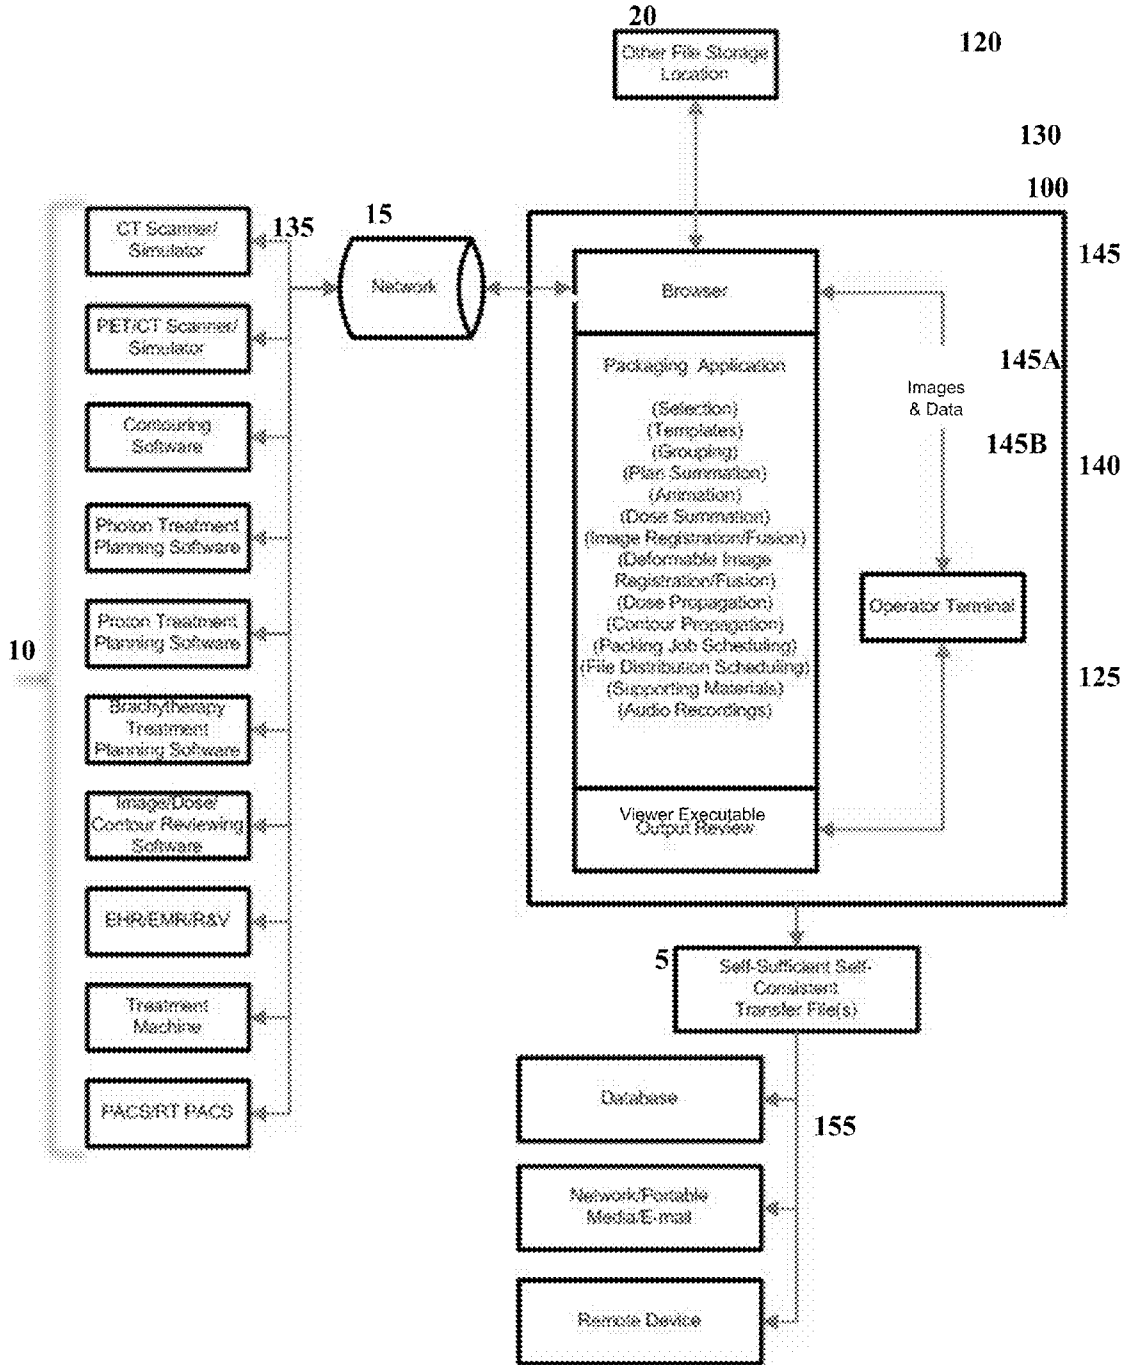 20
120
Other File Storage
Location
130
100
135
15
145
CT Scanner/
Simulator
Network
Browser
PET/CT Scanner/
Simulator
Packaging Application
145A
Images
& Data
(Selection)
(Templates)
(Grouping)
(Plan Summation)
(Animation)
(Dose Summation)
(Image Registration/Fusion)
(Deformable Image
Registration/Fusion)
(Dose Propagation)
(Contour Propagation)
(Packing Job Scheduling)
(File Distribution Scheduling)
(Supporting Materials)
(Audio Recordings)
145B
140
Contouring
Software
Photon Treatment
Planning Software
Operator Terminal
Proton Treatment
Planning Software
10
125
Brachytherapy
Treatment
Planning Software
Image/Dose/
Contour Reviewing
Software
Viewer Executable
Output Review
EHR/EMR/R&V
5
Self-Sufficient Self-
Consistent
Transfer File(s)
Treatment
Machine
PACS/RT PACS
Database
155
Network/Portable
Media/E-mail
Remote Device